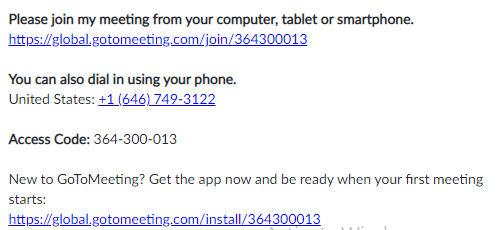 Please join my meeting from your computer, tablet or smartphone.
https://global.gotomeeting.com/join/364300013
You can also dial in using your phone.
United States: +1 (646) 749-3122
Access Code: 364-300-013
New to GoToMeeting? Get the app now and be ready when your first meeting
starts:
https://global.gotomeeting.com/install/364300013